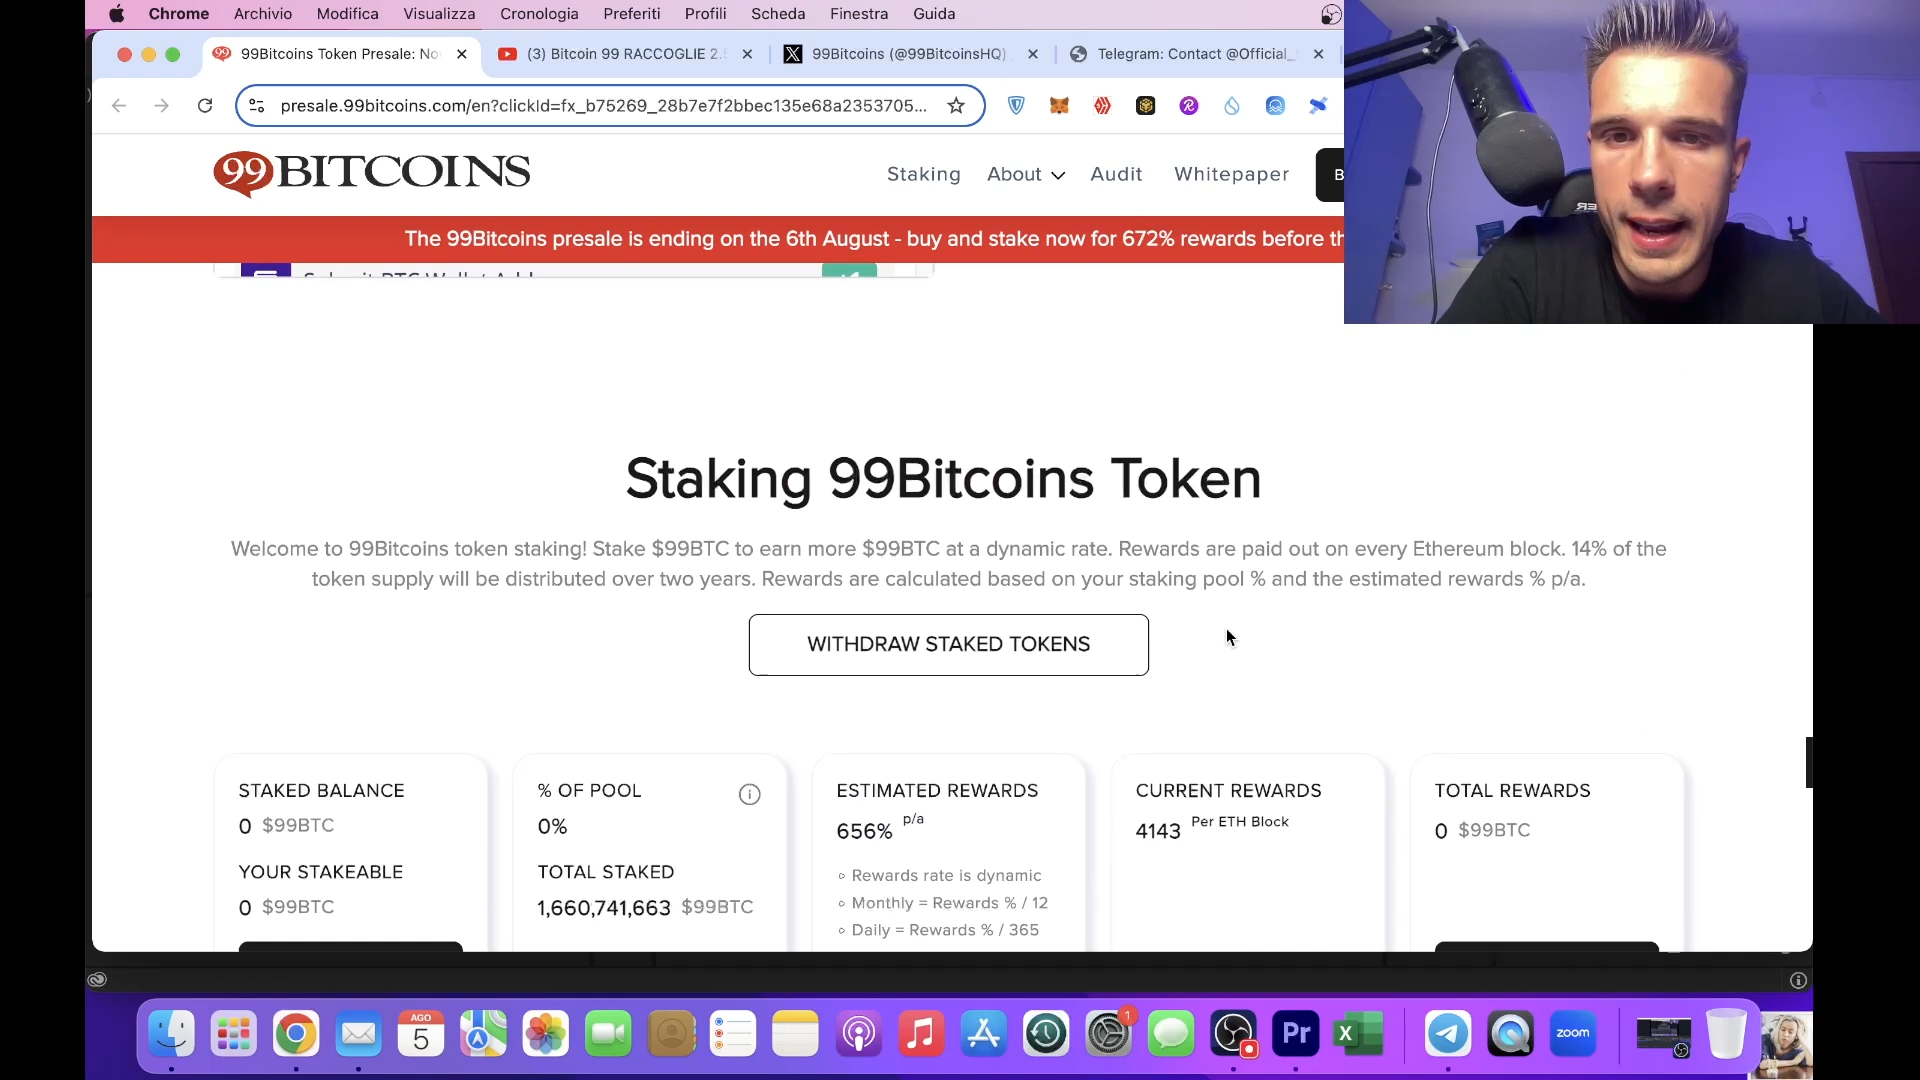 Chrome Archivio Modifica Visualizza Cronologia Preferiti Profili Scheda Finestra Guida
99Bitcoins Token Presale: No
(3) Bitcoin 99 RACCOGLIE 2.
99Bitcoins (@99BitcoinsHQ)
Telegram: Contact @Official_
presale.99bitcoins.com/en?clickId=fx_b75269_28b7e7f2bbec135e68a2353705...
99BITCOINS
Staking About Audit Whitepaper B
The 99Bitcoins presale is ending on the 6th August - buy and stake now for 672% rewards before th
Staking 99Bitcoins Token
Welcome to 99Bitcoins token staking! Stake $99BTC to earn more $99BTC at a dynamic rate. Rewards are paid out on every Ethereum block. 14% of the
token supply will be distributed over two years. Rewards are calculated based on your staking pool % and the estimated rewards % p/a.
WITHDRAW STAKED TOKENS
STAKED BALANCE
0 $99BTC
YOUR STAKEABLE
0 $99BTC
% OF POOL
0%
TOTAL STAKED
1,660,741,663 $99BTC
ESTIMATED REWARDS
656% p/a
Rewards rate is dynamic
Monthly = Rewards % / 12
Daily = Rewards % / 365
CURRENT REWARDS
4143 Per ETH Block
TOTAL REWARDS
0 $99BTC
AGO
5
1
Pr
X
zoom